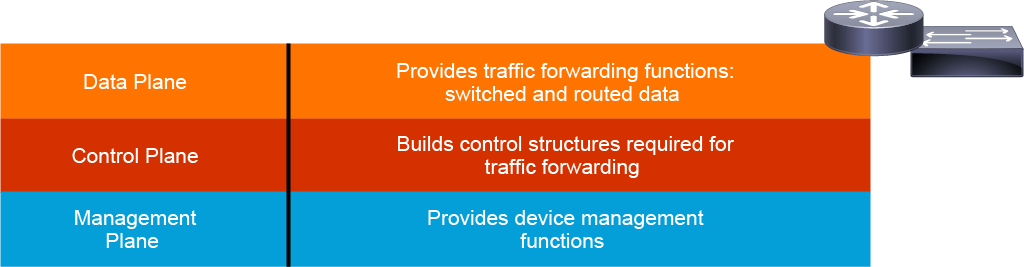 Data Plane
Provides traffic forwarding functions:
switched and routed data
Control Plane
Builds control structures required for
traffic forwarding
Management
Plane
Provides device management
functions